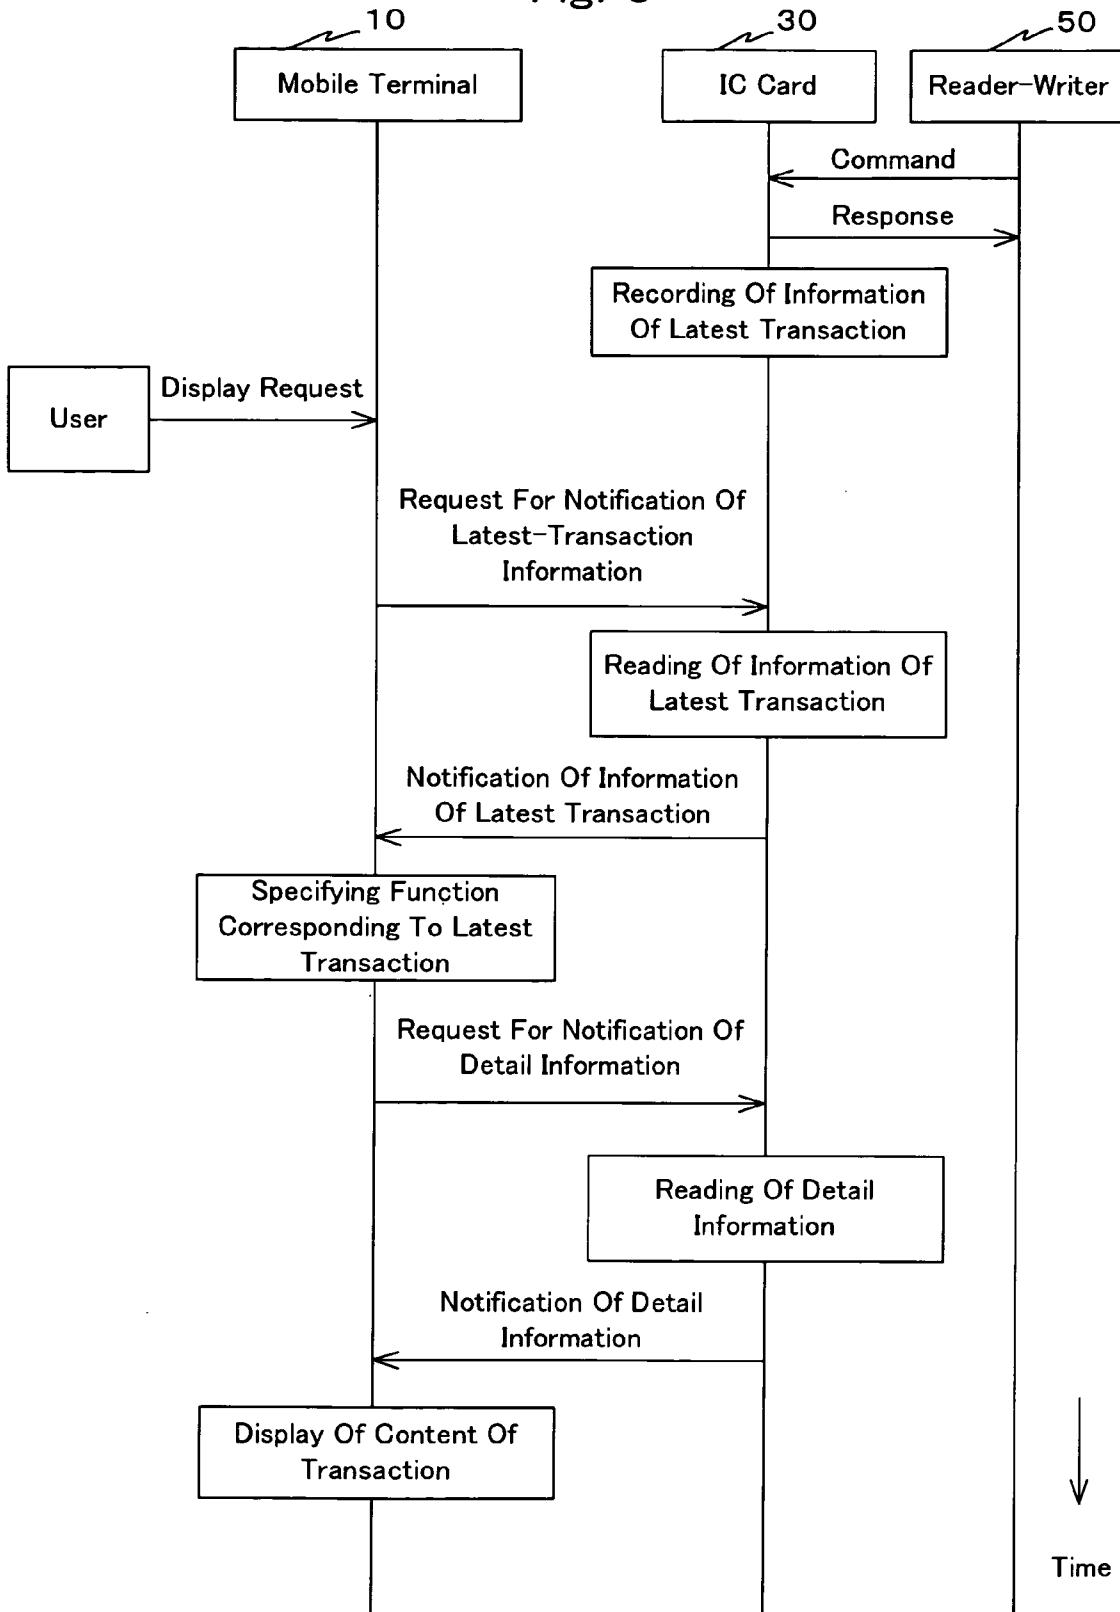 10
30
50
Mobile Terminal
IC Card
Reader-Writer
Command
Response
Recording Of Information
Of Latest Transaction
User
Display Request
Request For Notification Of
Latest-Transaction
Information
Reading Of Information Of
Latest Transaction
Notification Of Information
Of Latest Transaction
Specifying Function
Corresponding To Latest
Transaction
Request For Notification Of
Detail Information
Reading Of Detail
Information
Notification Of Detail
Information
Display Of Content Of
Transaction
Time